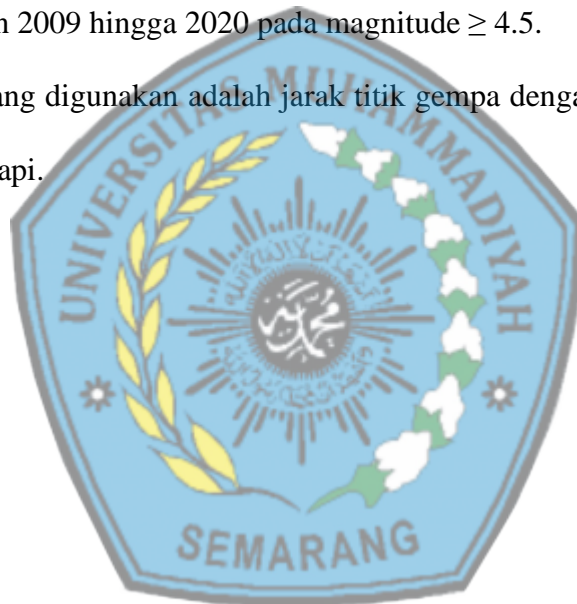 n 2009 hingga 2020 pada magnitude ≥ 4.5.
ang digunakan adalah jarak titik gempa denga
api.
UNIVERSITAS MUHAMMADIYAH
SEMARANG